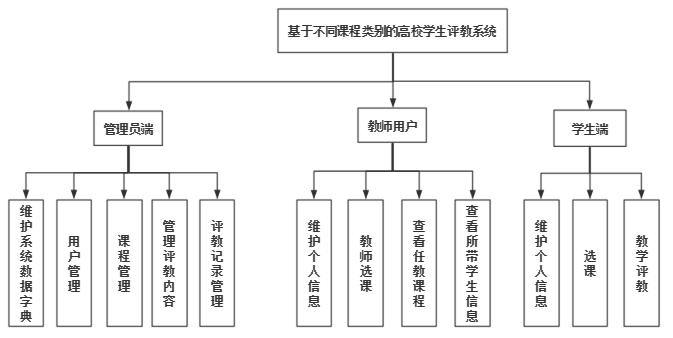 基于不同课程类别的高校学生评教系统
管理员端
教师用户
学生端
维护系统数据字典
用户管理
课程管理
管理评教内容
评教记录管理
维护个人信息
教师选课
查看任教课程
查看所带学生信息
维护个人信息
选课
教学评教